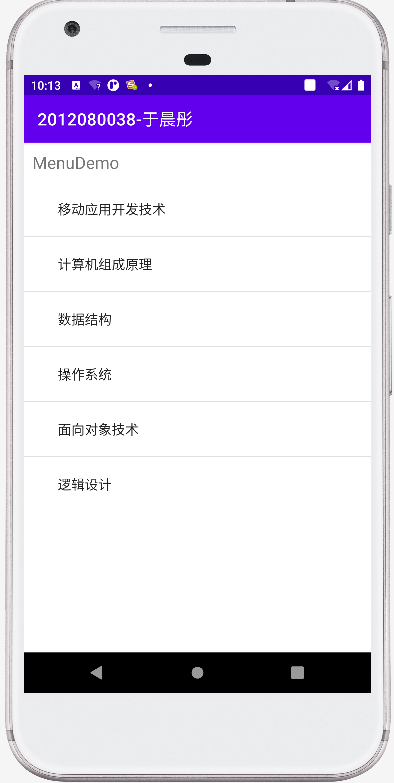 10:13
2012080038-于晨彤
MenuDemo
移动应用开发技术
计算机组成原理
数据结构
操作系统
面向对象技术
逻辑设计